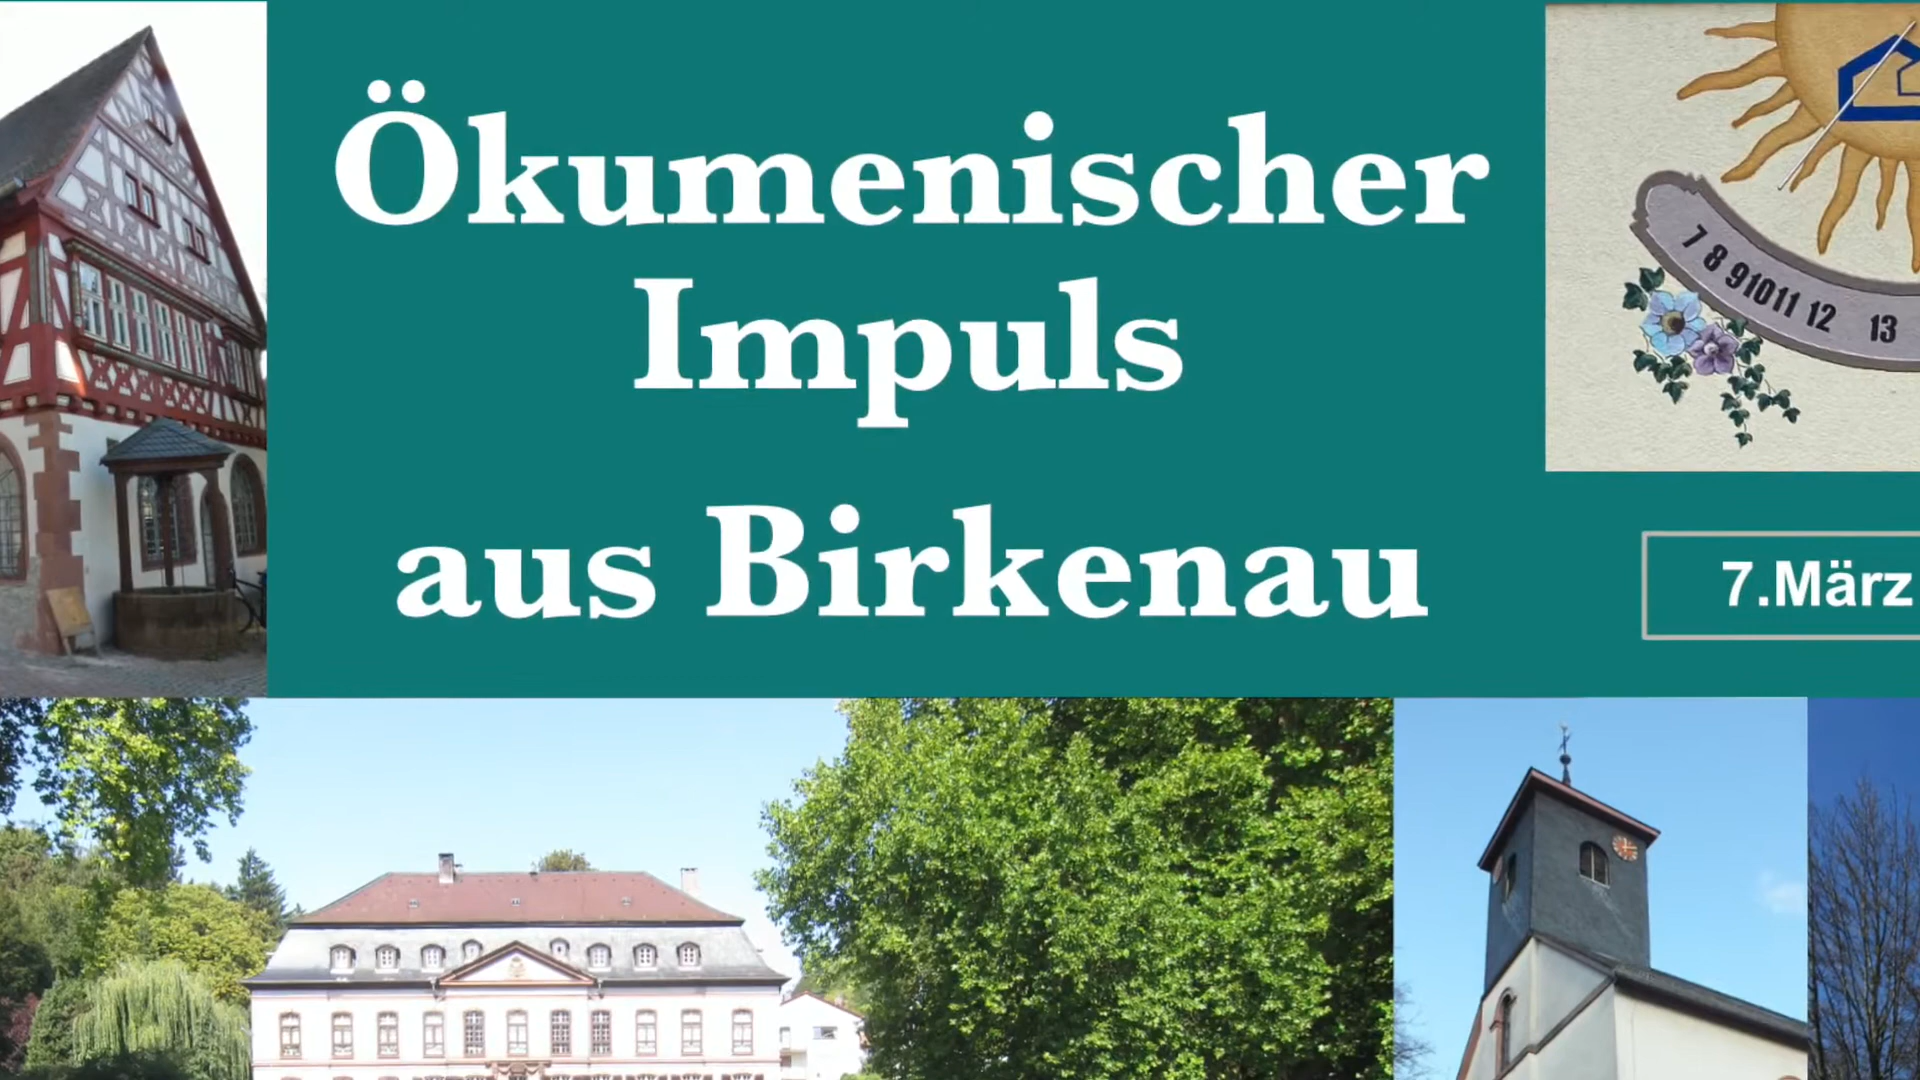 Ökumenischer
Impuls
aus Birkenau
7 8 9 10 11 12 13
7.März